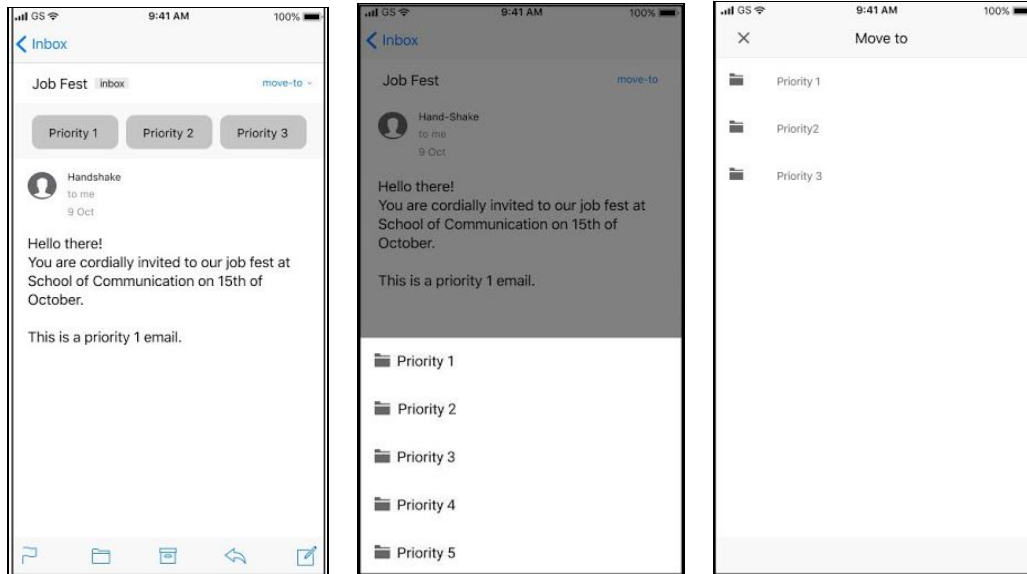 GS 9:41 AM 100%
Inbox
Job Fest inbox move-to
Priority 1 Priority 2 Priority 3
Handshake
to me
9 Oct
Hello there!
You are cordially invited to our job fest at
School of Communication on 15th of
October.
This is a priority 1 email.
GS 9:41 AM 100%
Inbox
Job Fest move-to
Hand-Shake
to me
9 Oct
Hello there!
You are cordially invited to our job fest at
School of Communication on 15th of
October.
This is a priority 1 email.
Priority 1
Priority 2
Priority 3
Priority 4
Priority 5
GS 9:41 AM 100%
Move to
Priority 1
Priority2
Priority 3